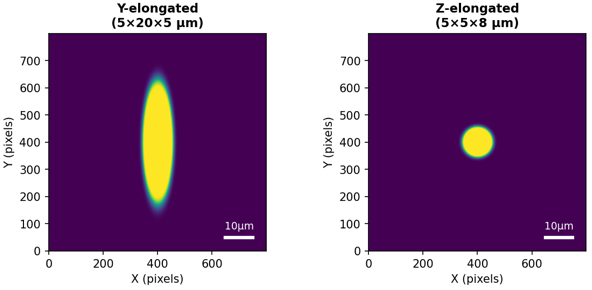 Y-elongated
(5×20×5 μm)
700
600
500
400
300
200
100
0
Y (pixels)
0 200 400 600
X (pixels)
10μm
Z-elongated
(5×5×8 μm)
700
600
500
400
300
200
100
0
Y (pixels)
0 200 400 600
X (pixels)
10μm